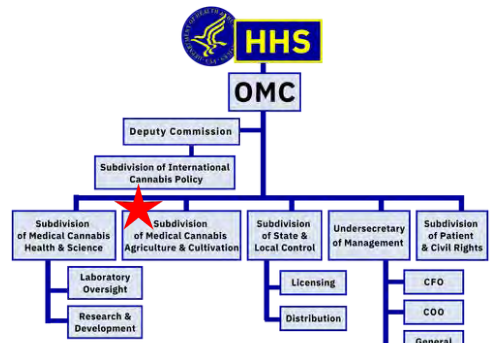 HHS
OMC
Deputy Commission
Subdivision of International
Cannabis Policy
Subdivision
of Medical Cannabis
Health & Science
Subdivision
of Medical Cannabis
Agriculture & Cultivation
Subdivision
of State &
Local Control
Undersecretary
of Management
Subdivision
of Patient
& Civil Rights
Laboratory
Oversight
Research &
Development
Licensing
Distribution
CFO
COO
General